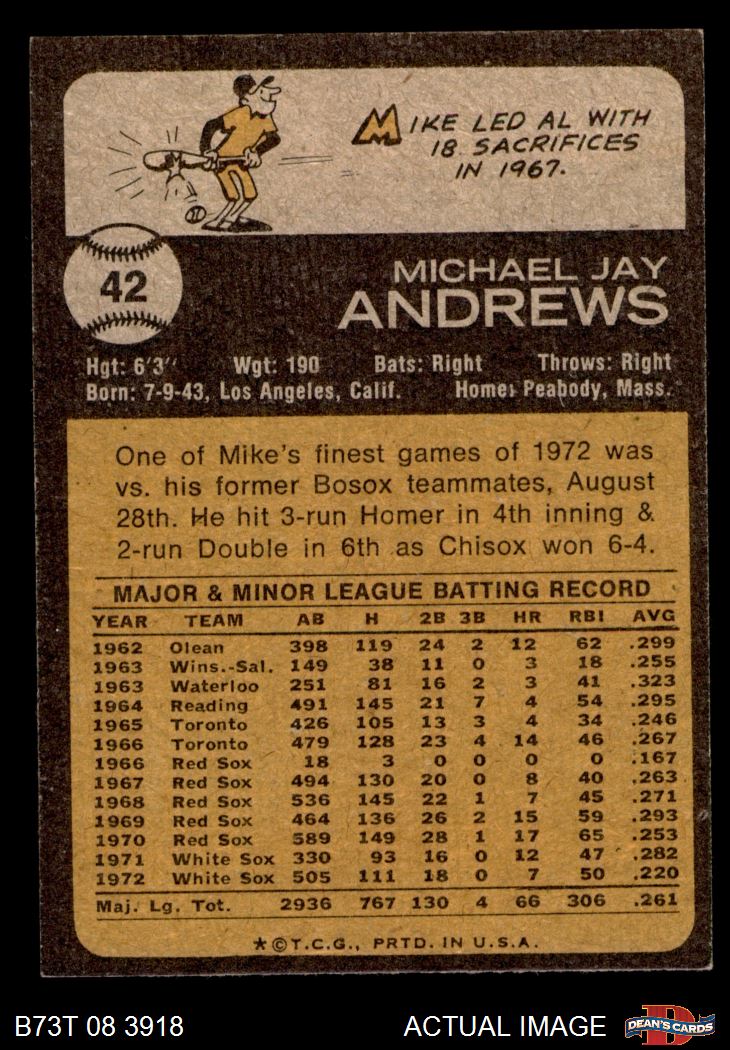 MIKE LED AL WITH
18 SACRIFICES
IN 1967.
42
MICHAEL JAY
ANDREWS
Hgt: 6'3" Wgt: 190 Bats: Right Throws: Right
Born: 7-9-43, Los Angeles, Calif. Home: Peabody, Mass.
One of Mike's finest games of 1972 was
vs. his former Bosox teammates, August
28th. He hit 3-run Homer in 4th inning &
2-run Double in 6th as Chisox won 6-4.
MAJOR & MINOR LEAGUE BATTING RECORD
YEAR TEAM AB H 2B 3B HR RBI AVG
1962 Olean 398 119 24 2 12 62 .299
1963 Wins.-Sal. 149 38 11 0 3 18 .255
1963 Waterloo 251 81 16 2 3 41 .323
1964 Reading 491 145 21 7 4 54 .295
1965 Toronto 426 105 13 3 4 34 .246
1966 Toronto 479 128 23 4 14 46 .267
1966 Red Sox 18 3 0 0 0 0 .167
1967 Red Sox 494 130 20 0 8 40 .263
1968 Red Sox 536 145 22 1 7 45 .271
1969 Red Sox 464 136 26 2 15 59 .293
1970 Red Sox 589 149 28 1 17 65 .253
1971 White Sox 330 93 16 0 12 47 .282
1972 White Sox 505 111 18 0 7 50 .220
Maj. Lg. Tot. 2936 767 130 4 66 306 .261
★©T.C.G., PRTD. IN U.S.A.
B73T 08 3918 ACTUAL IMAGE DEAN'S CARDS